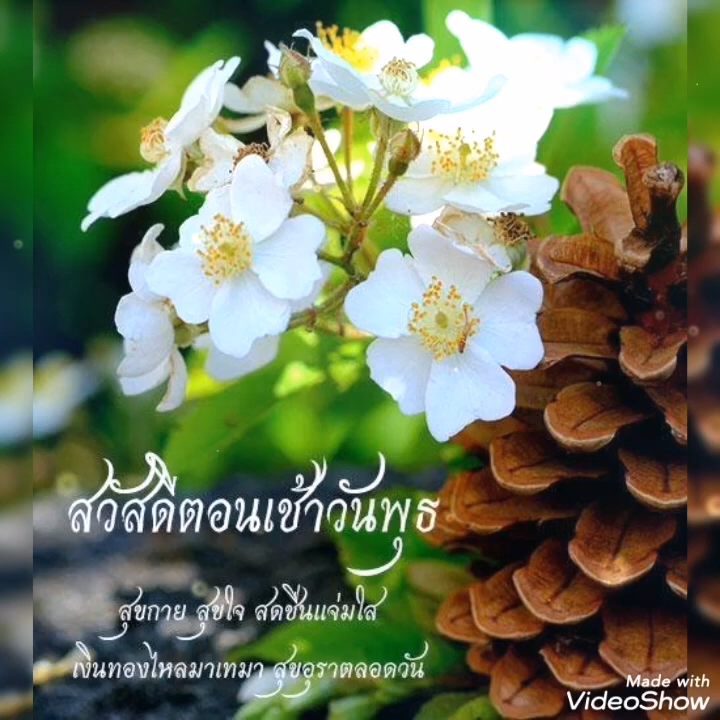 สวัสดีตอนเช้าวันพุธ
สุขกาย สุขใจ สดชื่นแจ่มใส
เงินทองไหลมาเทมา สุขอุราตลอดวัน
Made with
VideoShow